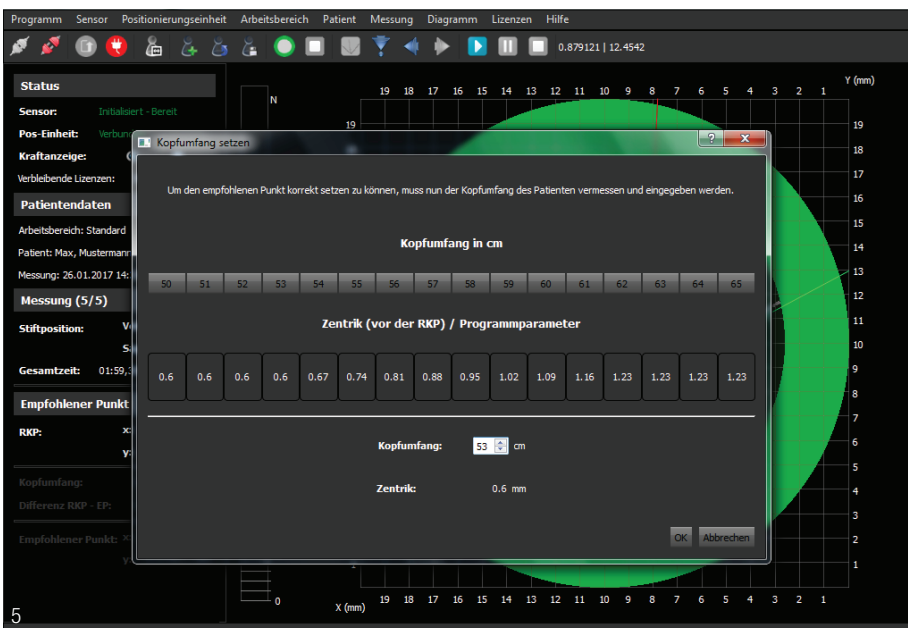 Programm Sensor Positionierungseinheit Arbeitsbereich Patient Messung Diagramm Lizenzen Hilfe
0.879121 | 12.4542
Status
Sensor: Initialisiert - Bereit
Pos-Einheit:
Kraftanzeige:
Verbleibende Lizenzen:
Patientendaten
Arbeitsbereich: Standard
Patient: Max, Mustermann
Messung: 26.01.2017 14:
Messung (5/5)
Stiftposition:
Gesamtzeit: 01:59,
Empfohlener Punkt
RKP: x:
y:
Kopfumfang:
Differenz RKP - EP:
Empfohlener Punkt:
N
0
19 18 17 16 15 14 13 12 11 10 9 8 7 6 5 4 3 2 1
Y (mm)
19
19
18
17
16
15
14
13
12
11
10
9
8
7
6
5
4
3
2
1
X (mm) 19 18 17 16 15 14 13 12 11 10 9 8 7 6 5 4 3 2 1
Kopfumfang setzen
? X
Um den empfohlenen Punkt korrekt setzen zu können, muss nun der Kopfumfang des Patienten vermessen und eingegeben werden.
Kopfumfang in cm
50 51 52 53 54 55 56 57 58 59 60 61 62 63 64 65
Zentrik (vor der RKP) / Programmparameter
0.6 0.6 0.6 0.6 0.67 0.74 0.81 0.88 0.95 1.02 1.09 1.16 1.23 1.23 1.23 1.23
Kopfumfang: 53 cm
Zentrik: 0.6 mm
OK Abbrechen
5